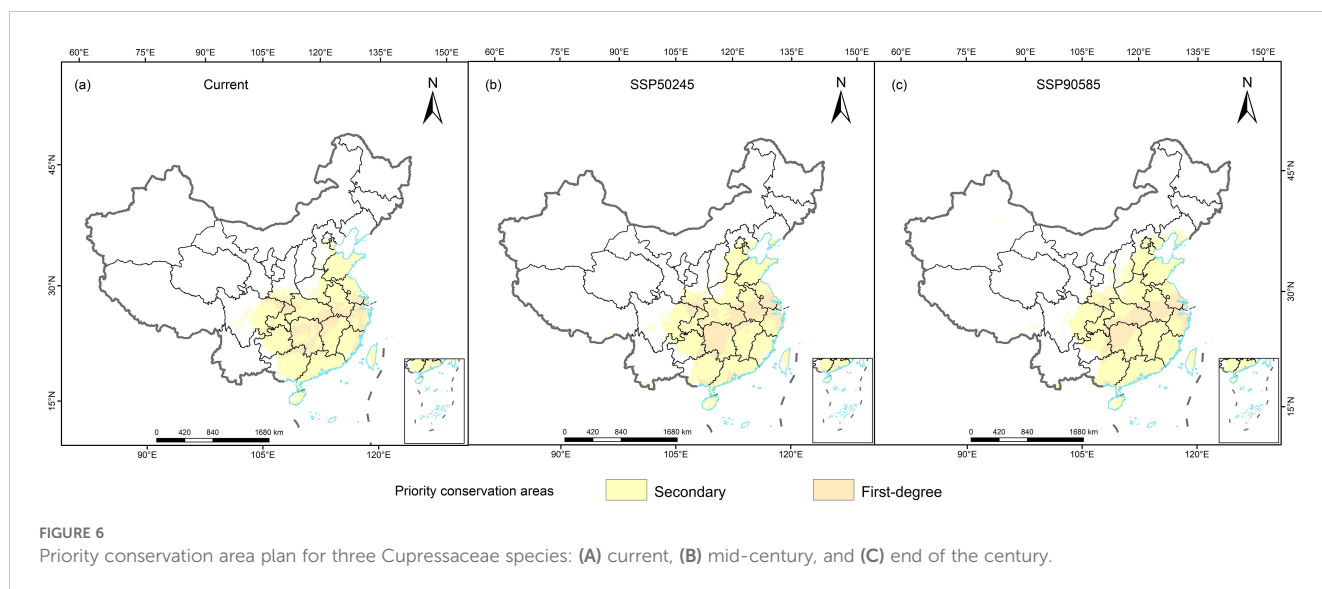 60°E 75°E 90°E 105°E 120°E 135°E 150°E 60°E 75°E 90°E 105°E 120°E 135°E 150°E 60°E 75°E 90°E 105°E 120°E 135°E 150°E
(a) Current N (b) SSP50245 N (c) SSP90585 N
45°N 45°N
30°N 30°N
15°N 15°N
0 420 840 1680 km 0 420 840 1680 km 0 420 840 1680 km
90°E 105°E 120°E 90°E 105°E 120°E 90°E 105°E 120°E
Priority conservation areas Secondary First-degree
FIGURE 6
Priority conservation area plan for three Cupressaceae species: (A) current, (B) mid-century, and (C) end of the century.